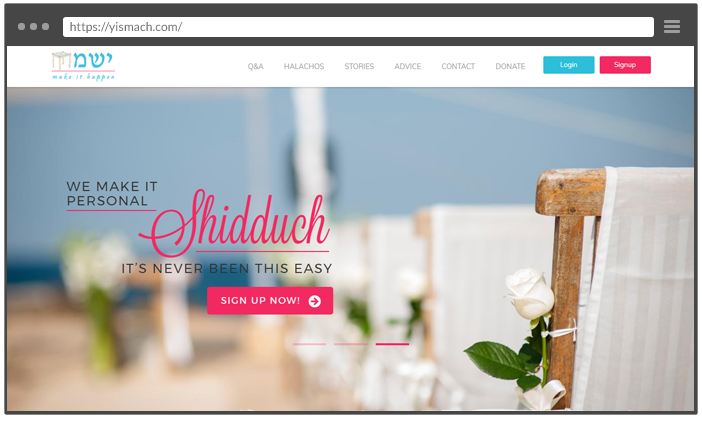 https://yismach.com/
ישמח
make it happen
Q&A HALACHOS STORIES ADVICE CONTACT DONATE Login Signup
WE MAKE IT
PERSONAL
Shidduch
IT'S NEVER BEEN THIS EASY
SIGN UP NOW!